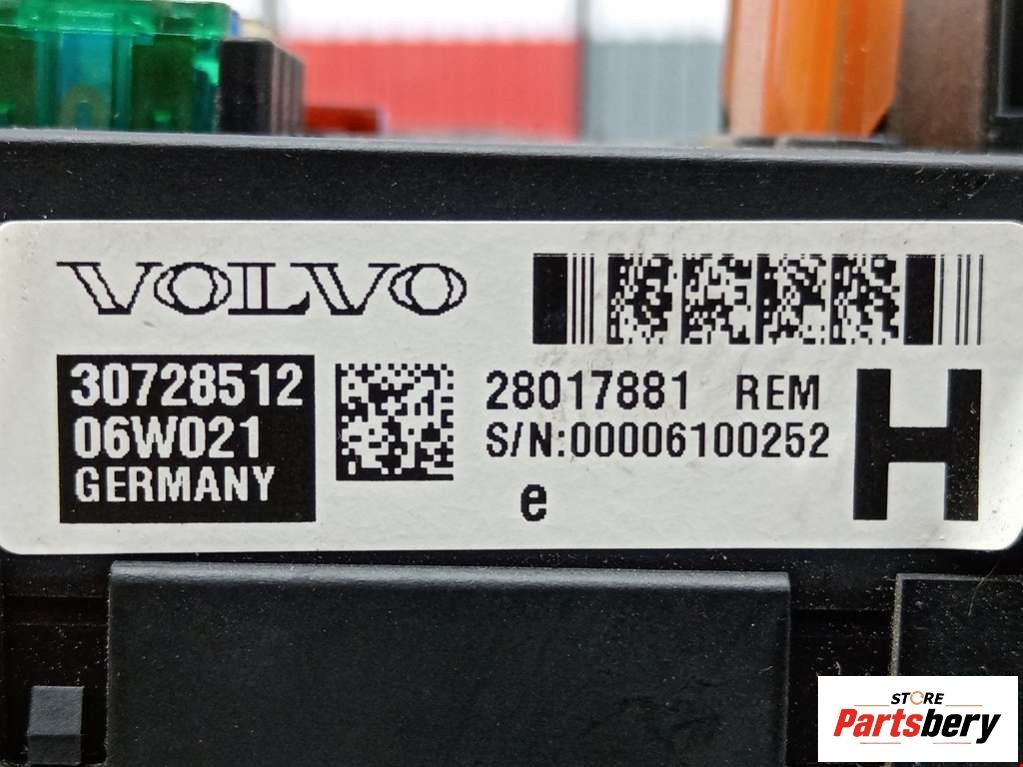 VOLVO
30728512
06W021
GERMANY
28017881 REM
S/N:00006100252
e
H
STORE
Partsbery